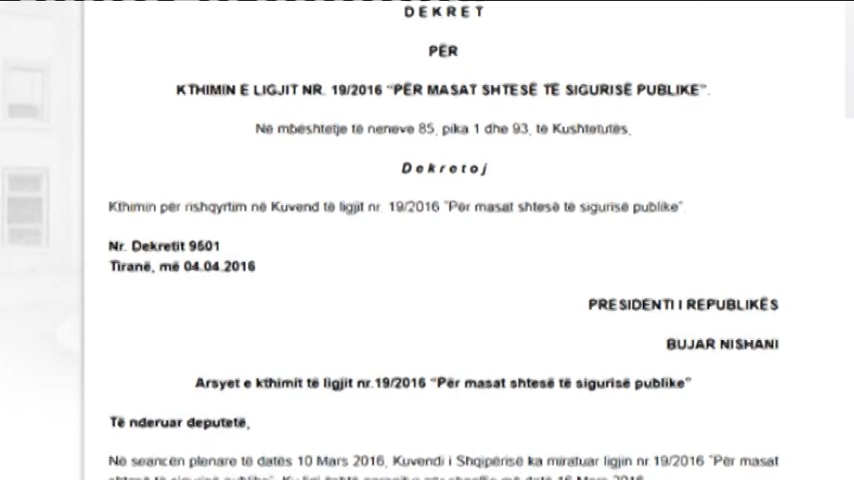 DEKRET
PËR
KTHIMIN E LIGJIT NR. 19/2016 "PËR MASAT SHTESË TË SIGURISË PUBLIKE".
Në mbështetje të neneve 85, pika 1 dhe 93, të Kushtetutës,
Dekretoj
Kthimin për rishqyrtim në Kuvend të ligjit nr. 19/2016 "Për masat shtesë të sigurisë publike"
Nr. Dekretit 9501
Tiranë, më 04.04.2016
PRESIDENTI I REPUBLIKËS
BUJAR NISHANI
Arsyet e kthimit të ligjit nr.19/2016 "Për masat shtesë të sigurisë publike"
Të nderuar deputetë,
Në seancën plenare të datës 10 Mars 2016, Kuvendi i Shqipërisë ka miratuar ligjin nr 19/2016 "Për masat